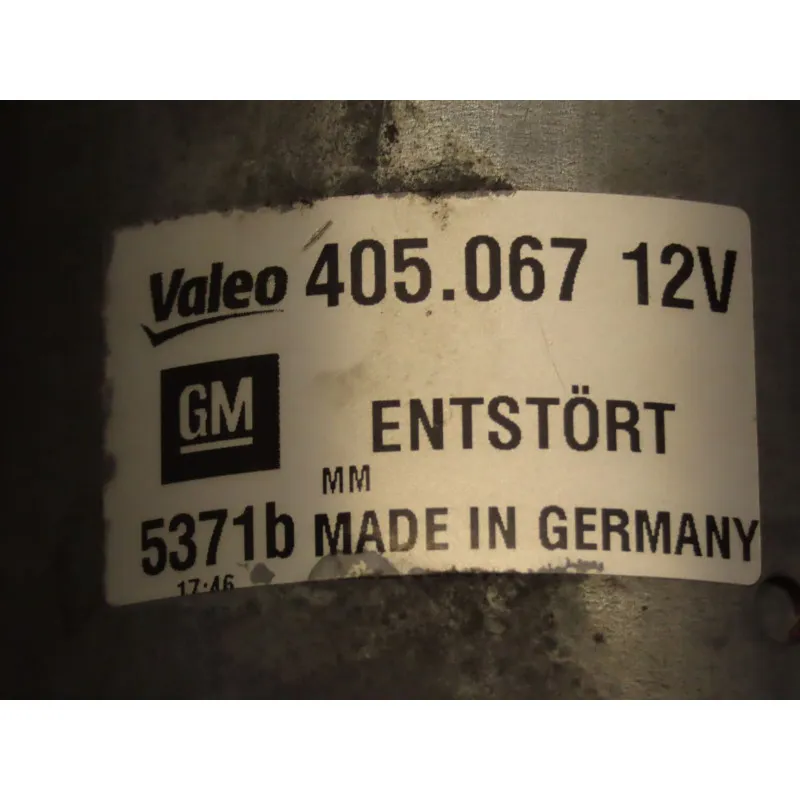 Valeo 405.067 12V
GM ENTSTÖRT
MM
5371b MADE IN GERMANY
17:46